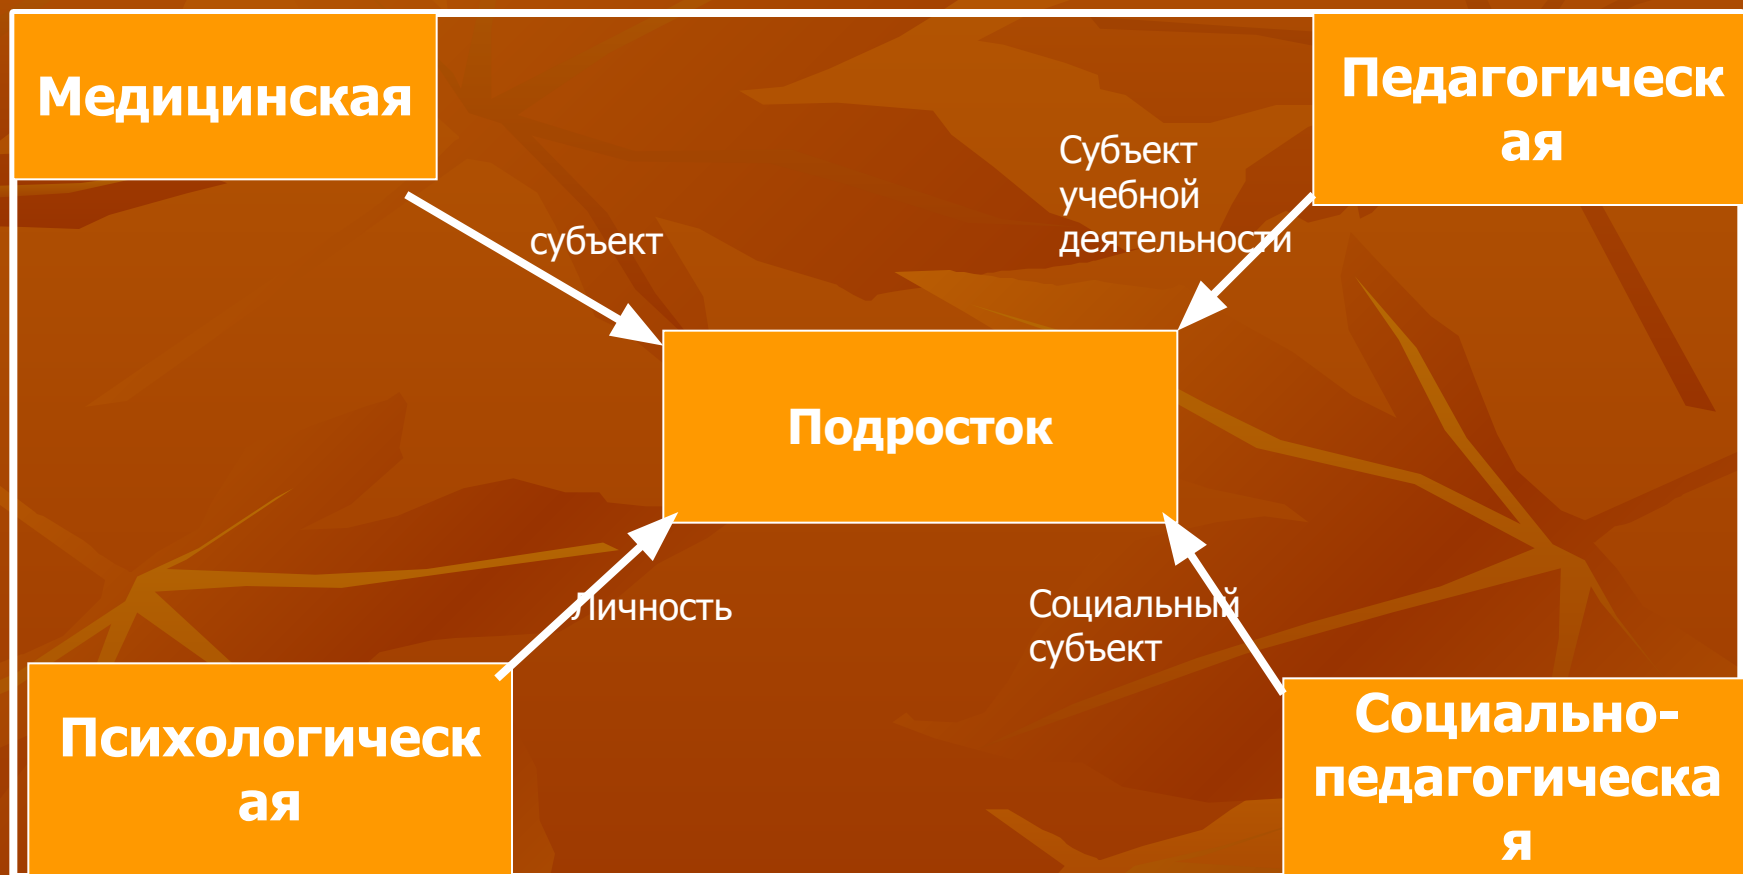 Медицинская
Педагогическ
ая
Субъект
учебной
деятельности
субъект
Подросток
Личность
Социальный
субъект
Психологическ
ая
Социально-
педагогическа
я